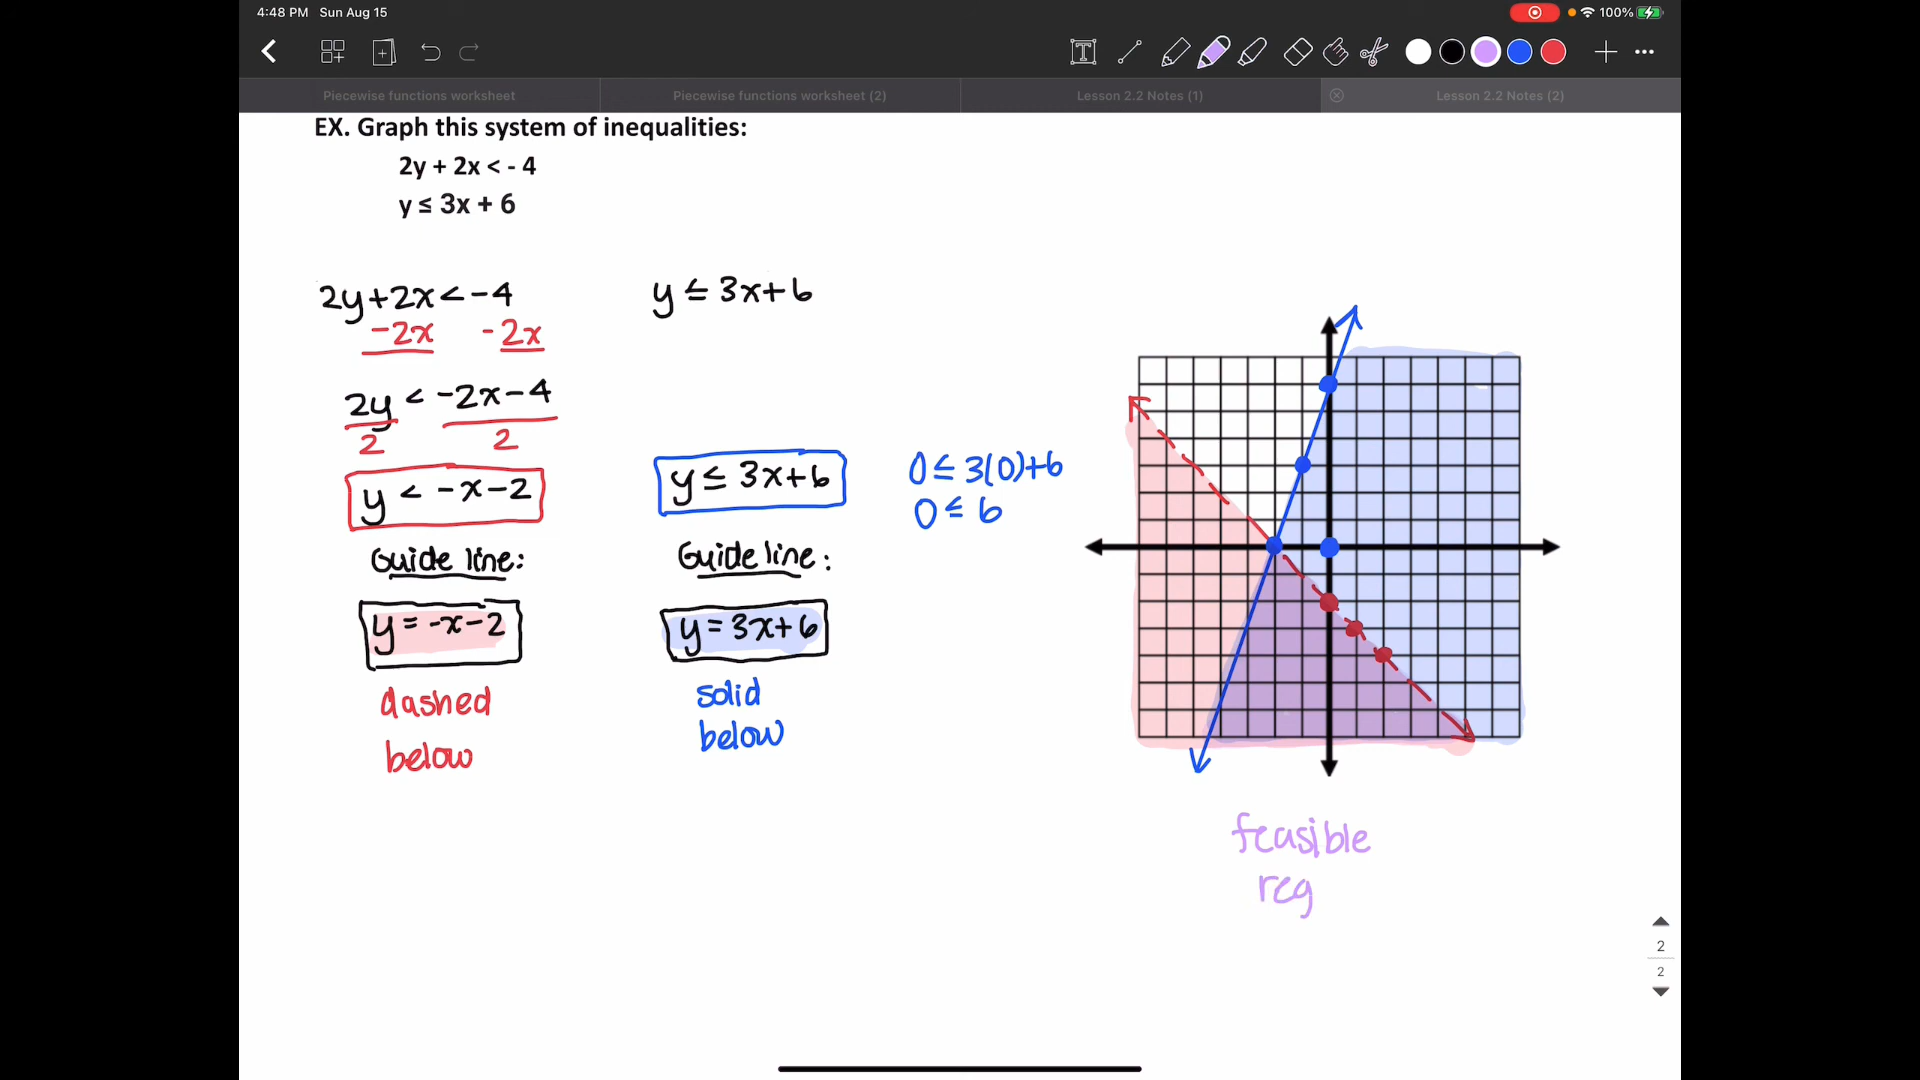 4:48 PM Sun Aug 15
100%
Piecewise functions worksheet
Piecewise functions worksheet (2)
Lesson 2.2 Notes (1)
Lesson 2.2 Notes (2)
EX. Graph this system of inequalities:
2y + 2x < - 4
y ≤ 3x + 6
2y+2x<-4
-2x -2x
2y < -2x-4
2 2
y < -x-2
Guide line:
y = -x-2
dashed
below
y ≤ 3x+6
y ≤ 3x+6
Guide line:
y = 3x+6
solid
below
0 ≤ 3(0)+6
0 ≤ 6
feasible
reg
2
2